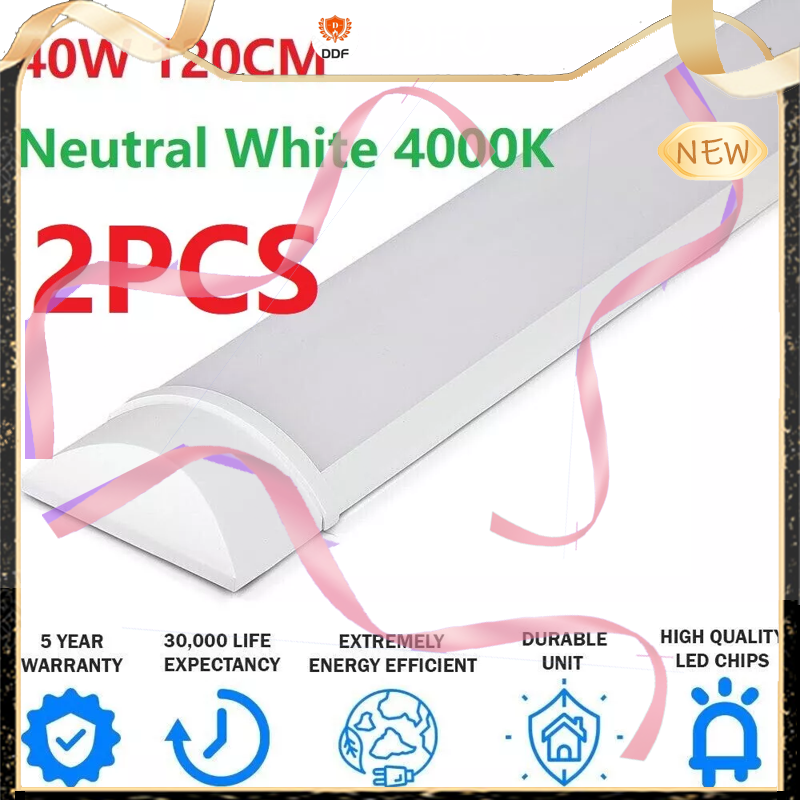 DDF
40W 120CM
Neutral White 4000K
NEW
2PCS
5 YEAR
WARRANTY
30,000 LIFE
EXPECTANCY
EXTREMELY
ENERGY EFFICIENT
DURABLE
UNIT
HIGH QUALITY
LED CHIPS